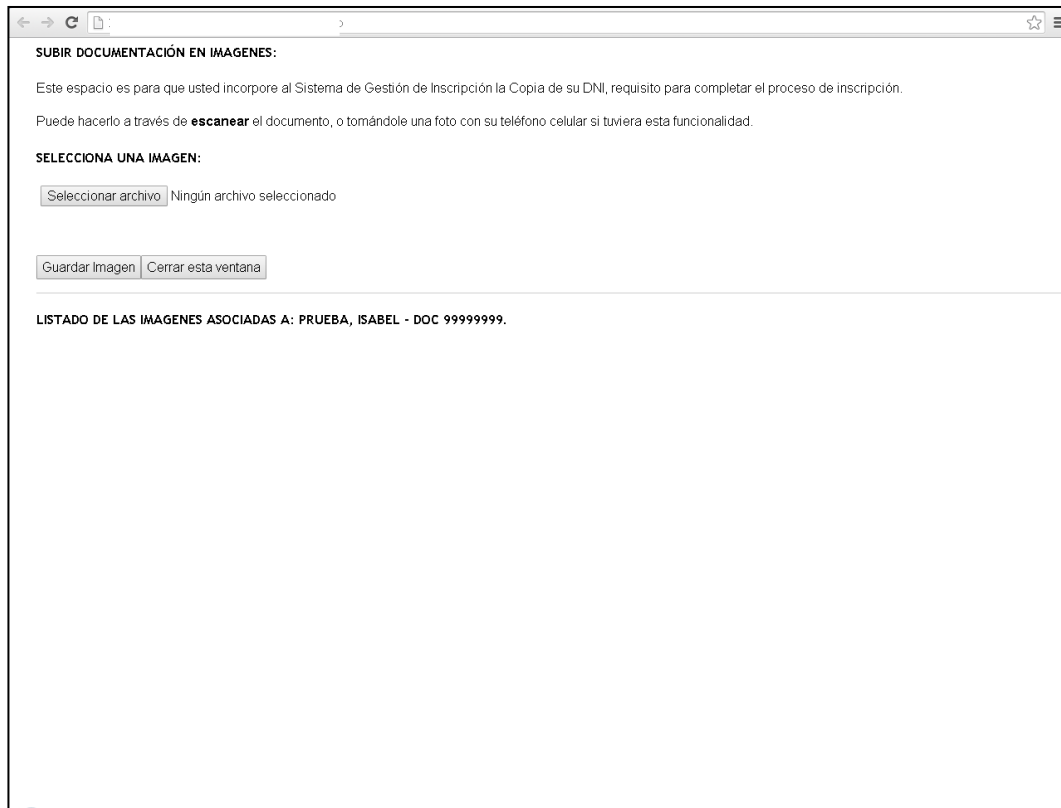 SUBIR DOCUMENTACIÓN EN IMAGENES:
Este espacio es para que usted incorpore al Sistema de Gestión de Inscripción la Copia de su DNI, requisito para completar el proceso de inscripción.
Puede hacerlo a través de escanear el documento, o tomándole una foto con su teléfono celular si tuviera esta funcionalidad.
SELECCIONA UNA IMAGEN:
Seleccionar archivo Ningún archivo seleccionado
Guardar Imagen Cerrar esta ventana
LISTADO DE LAS IMAGENES ASOCIADAS A: PRUEBA, ISABEL - DOC 99999999.